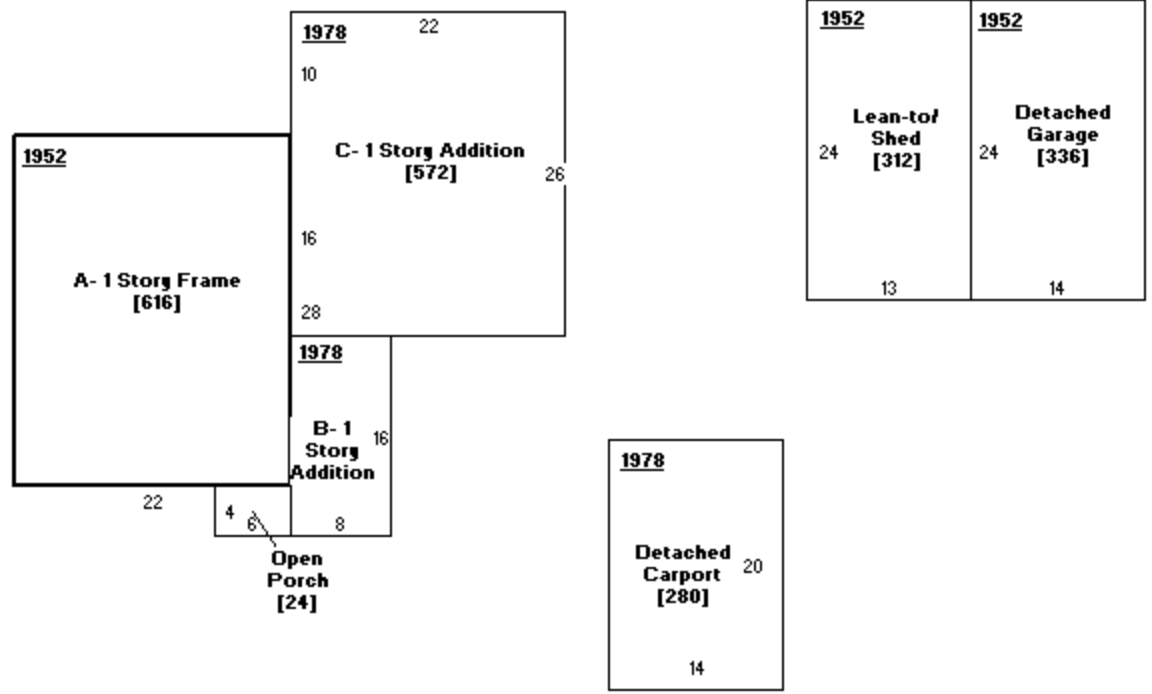 1978
22
10
C- 1 Story Addition
[572]
26
16
28
1952
A- 1 Story Frame
[616]
22
1978
B- 1
Story
Addition
16
8
4
6
Open
Porch
[24]
1952
Lean-to/
Shed
[312]
24
13
1952
Detached
Garage
[336]
24
14
1978
Detached
Carport
[280]
20
14